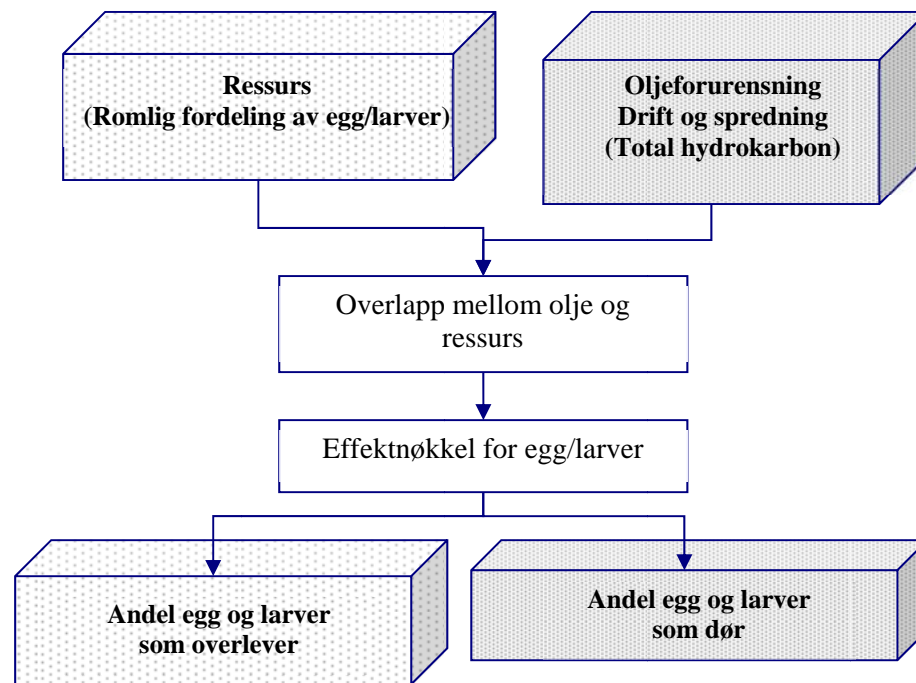 Ressurs
(Romlig fordeling av egg/larver)
Oljeforurensning
Drift og spredning
(Total hydrokarbon)
Overlapp mellom olje og
ressurs
Effektnøkkel for egg/larver
Andel egg og larver
som overlever
Andel egg og larver
som dør